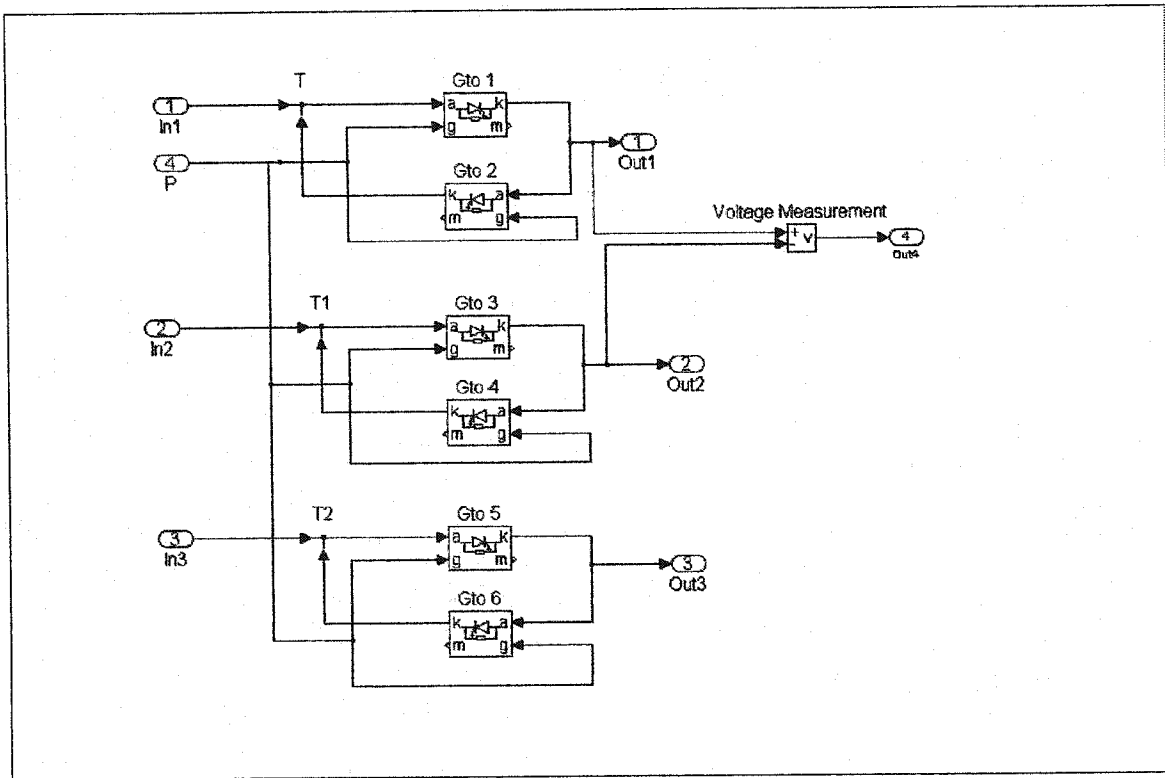 T
Gto 1
1
In1
a
k
g
m
4
P
1
Out1
Gto 2
k
a
m
g
Voltage Measurement
+
-
v
4
Out4
T1
Gto 3
2
In2
a
k
g
m
2
Out2
Gto 4
k
a
m
g
T2
Gto 5
3
In3
a
k
g
m
3
Out3
Gto 6
k
a
m
g